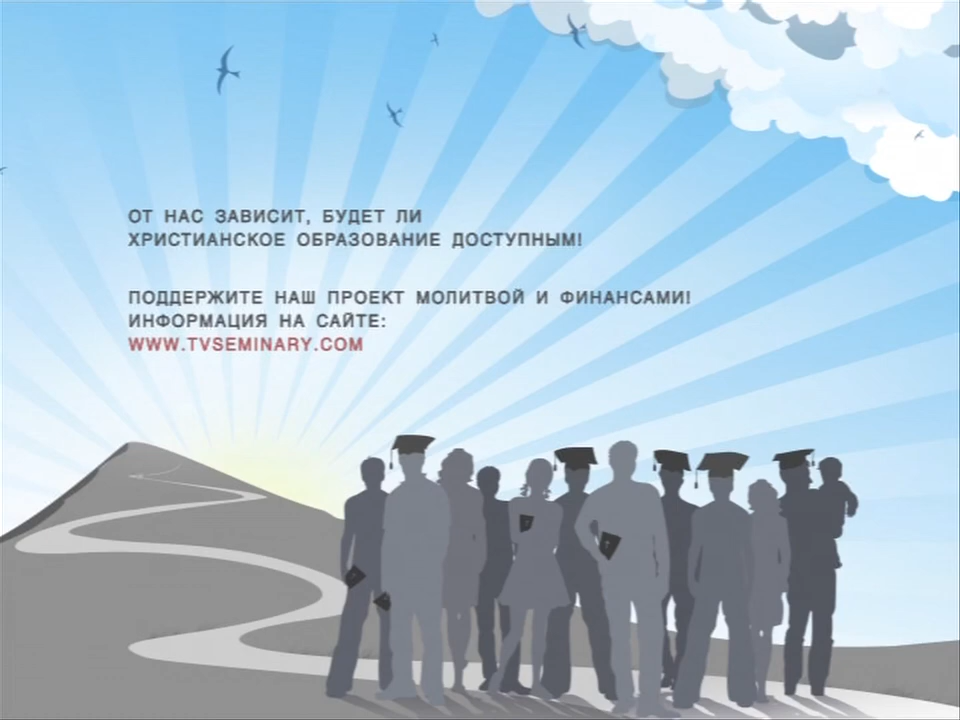 ОТ НАС ЗАВИСИТ, БУДЕТ ЛИ
ХРИСТИАНСКОЕ ОБРАЗОВАНИЕ ДОСТУПНЫМ!
ПОДДЕРЖИТЕ НАШ ПРОЕКТ МОЛИТВОЙ И ФИНАНСАМИ!
ИНФОРМАЦИЯ НА САЙТЕ:
WWW.TVSEMINARY.COM